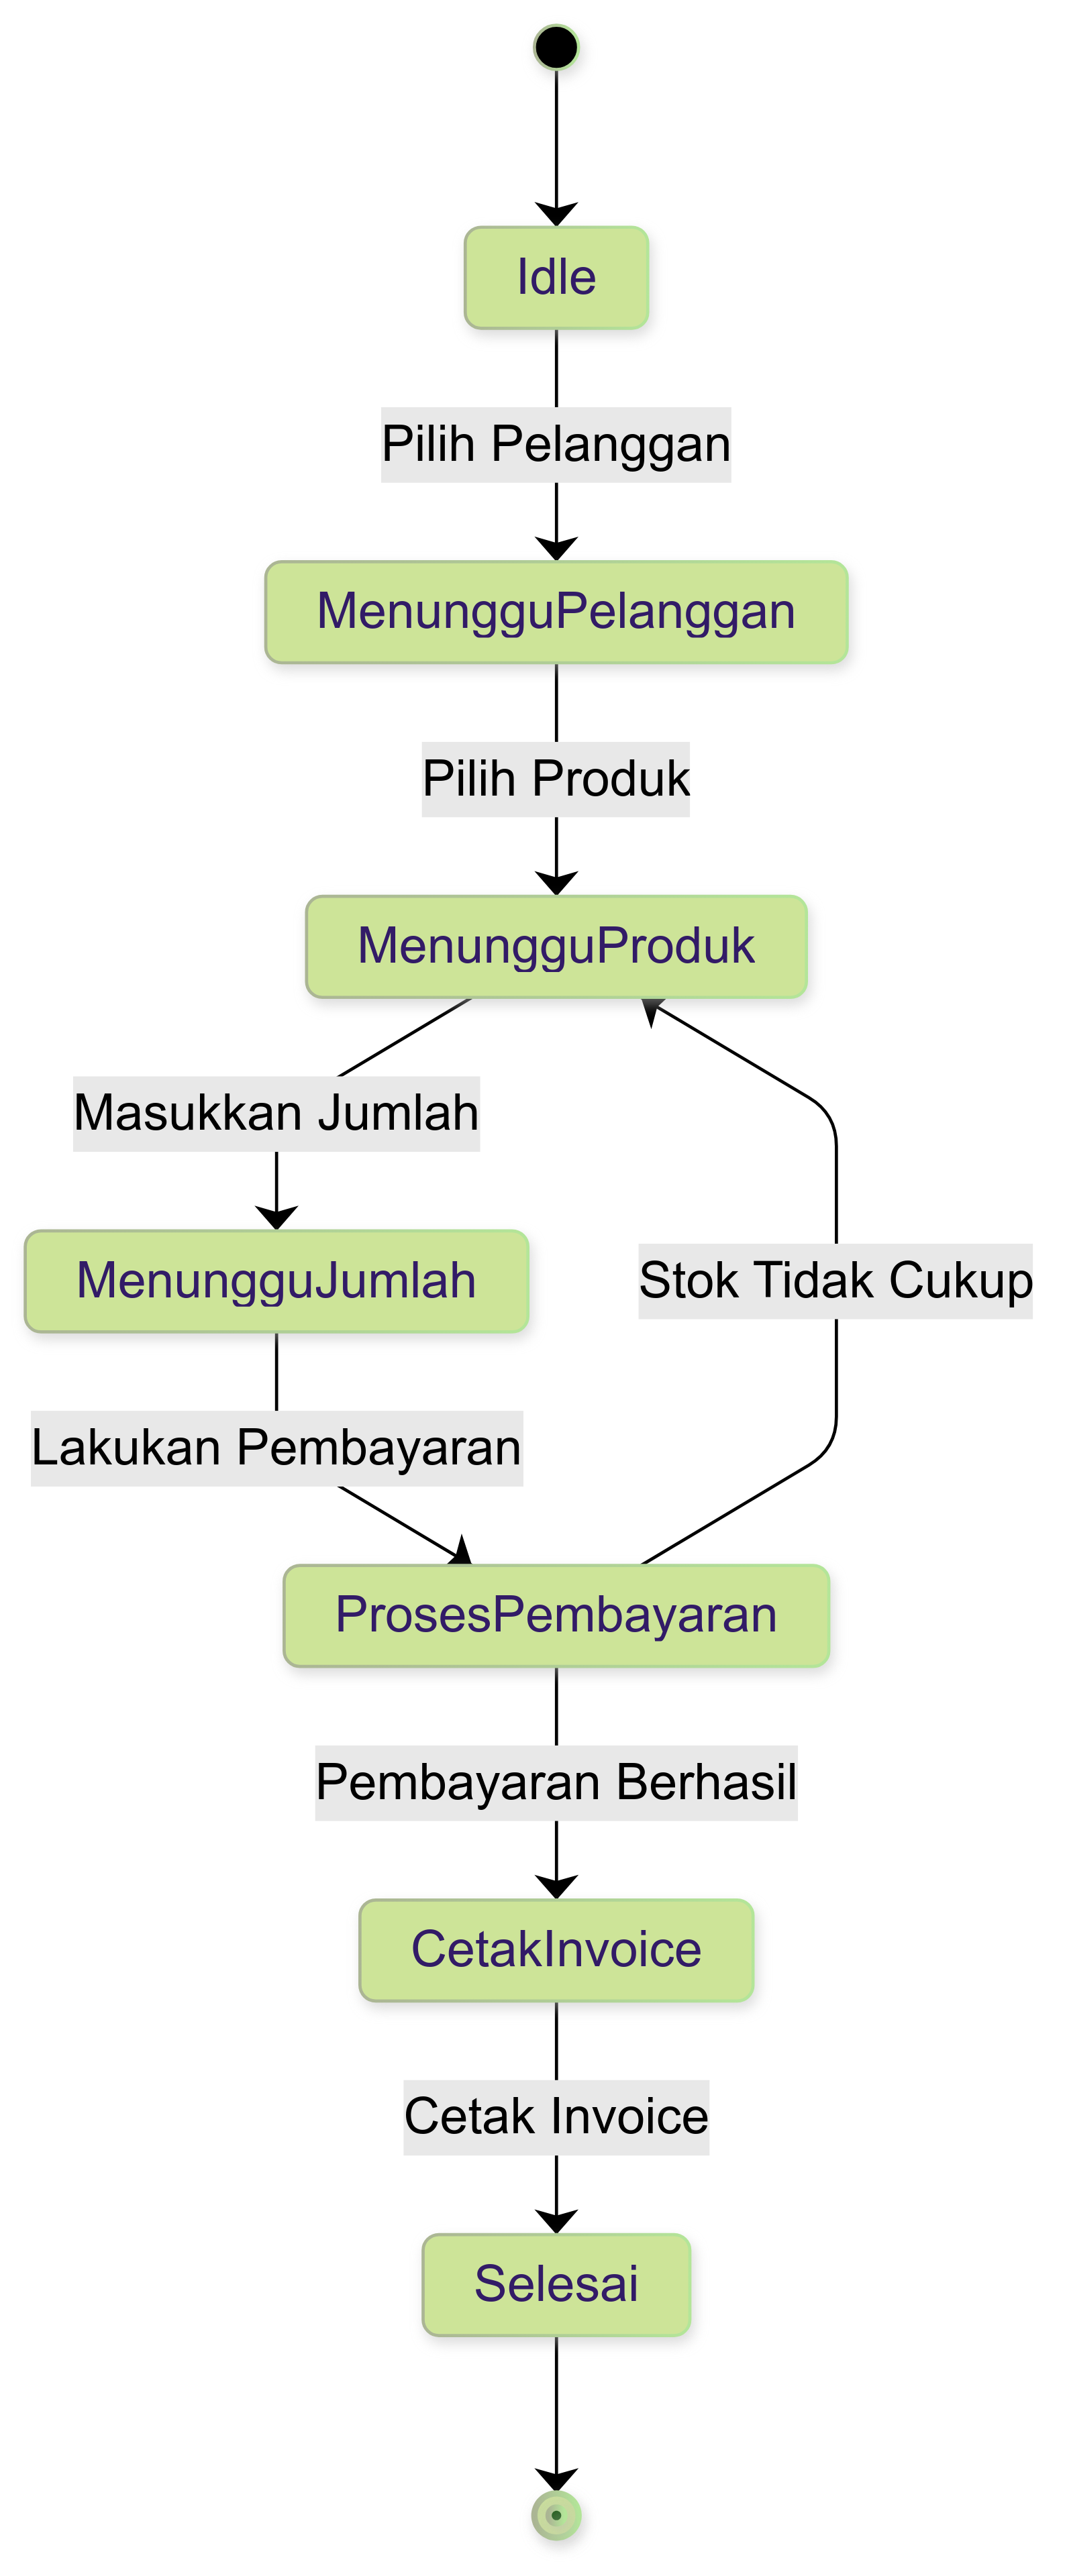 Idle
Pilih Pelanggan
MenungguPelanggan
Pilih Produk
MenungguProduk
Masukkan Jumlah
MenungguJumlah
Stok Tidak Cukup
Lakukan Pembayaran
ProsesPembayaran
Pembayaran Berhasil
CetakInvoice
Cetak Invoice
Selesai